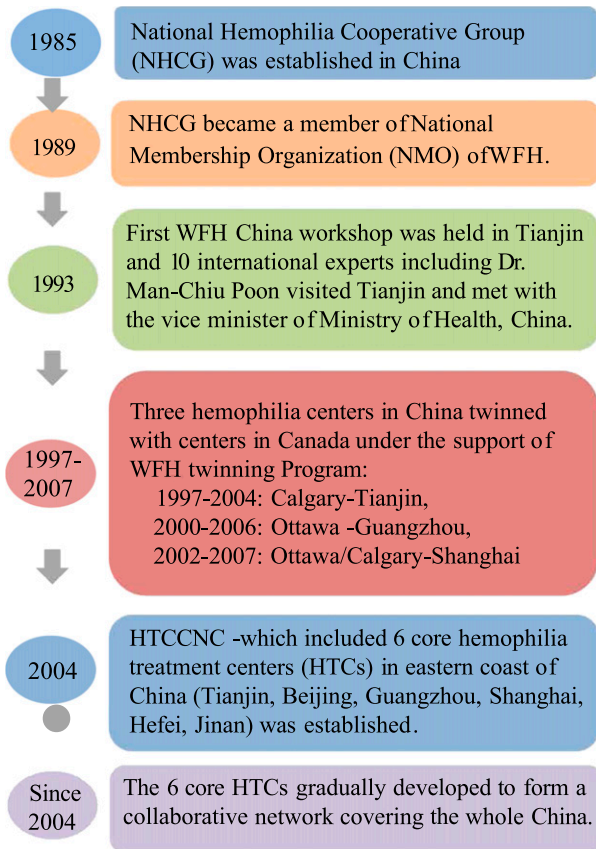 1985
National Hemophilia Cooperative Group
(NHCG) was established in China
1989
NHCG became a member of National
Membership Organization (NMO) of WFH.
1993
First WFH China workshop was held in Tianjin
and 10 international experts including Dr.
Man-Chiu Poon visited Tianjin and met with
the vice minister of Ministry of Health, China.
1997-
2007
Three hemophilia centers in China twinned
with centers in Canada under the support of
WFH twinning Program:
1997-2004: Calgary-Tianjin,
2000-2006: Ottawa -Guangzhou,
2002-2007: Ottawa/Calgary-Shanghai
2004
HTCCNC -which included 6 core hemophilia
treatment centers (HTCs) in eastern coast of
China (Tianjin, Beijing, Guangzhou, Shanghai,
Hefei, Jinan) was established.
Since
2004
The 6 core HTCs gradually developed to form a
collaborative network covering the whole China.